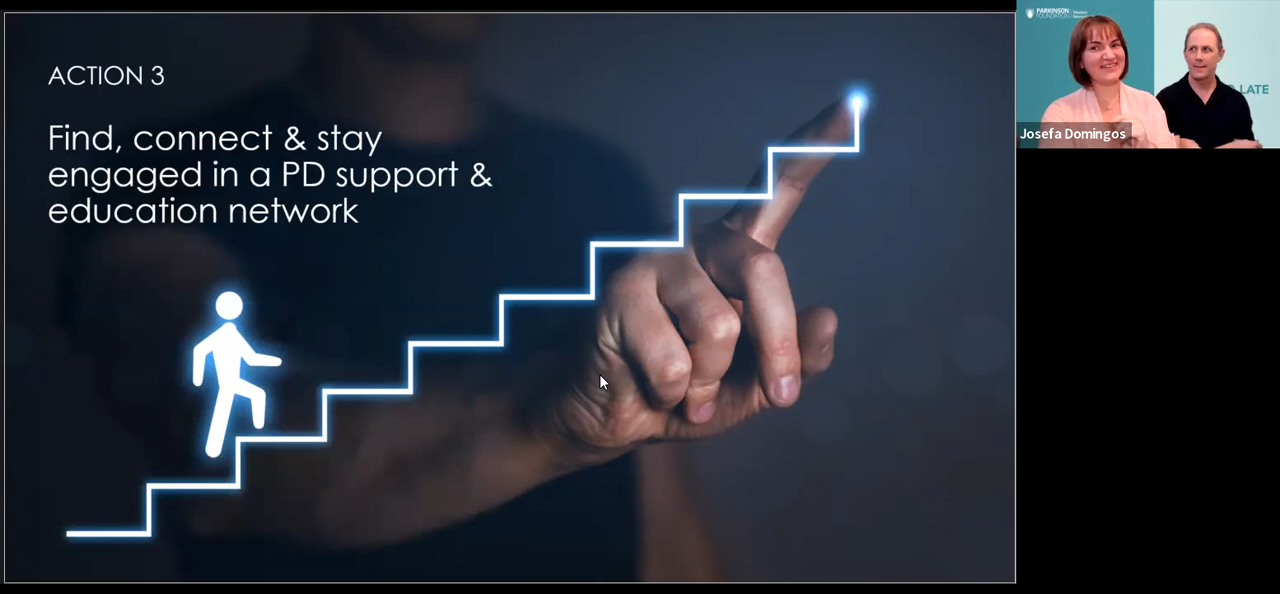 ACTION 3
Find, connect & stay
engaged in a PD support &
education network
PARKINSON
FOUNDATION
Josefa Domingos
LATE